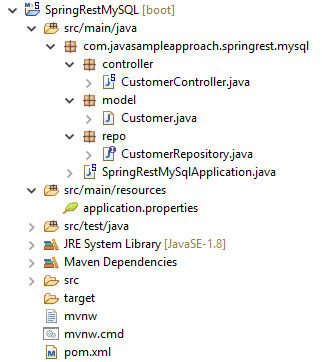 SpringRestMySQL [boot]
src/main/java
com.javasampleapproach.springrest.mysql
controller
CustomerController.java
model
Customer.java
repo
CustomerRepository.java
SpringRestMySqlApplication.java
src/main/resources
application.properties
src/test/java
JRE System Library [JavaSE-1.8]
Maven Dependencies
src
target
mvnw
mvnw.cmd
pom.xml